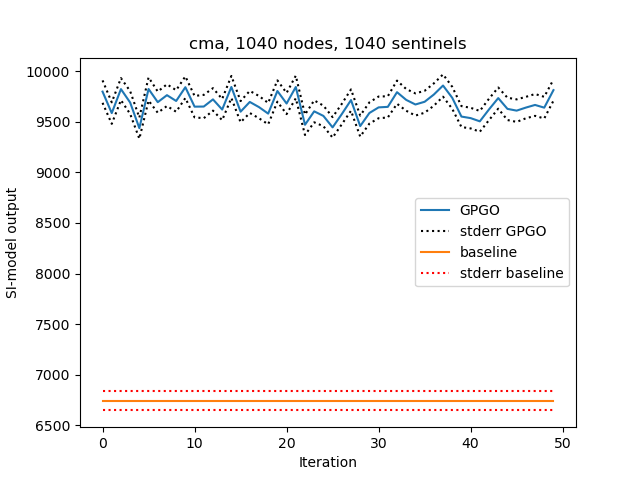 cma, 1040 nodes, 1040 sentinels
10000
9500
9000
8500
8000
7500
7000
6500
SI-model output
GPGO
stderr GPGO
baseline
stderr baseline
0 10 20 30 40 50
Iteration